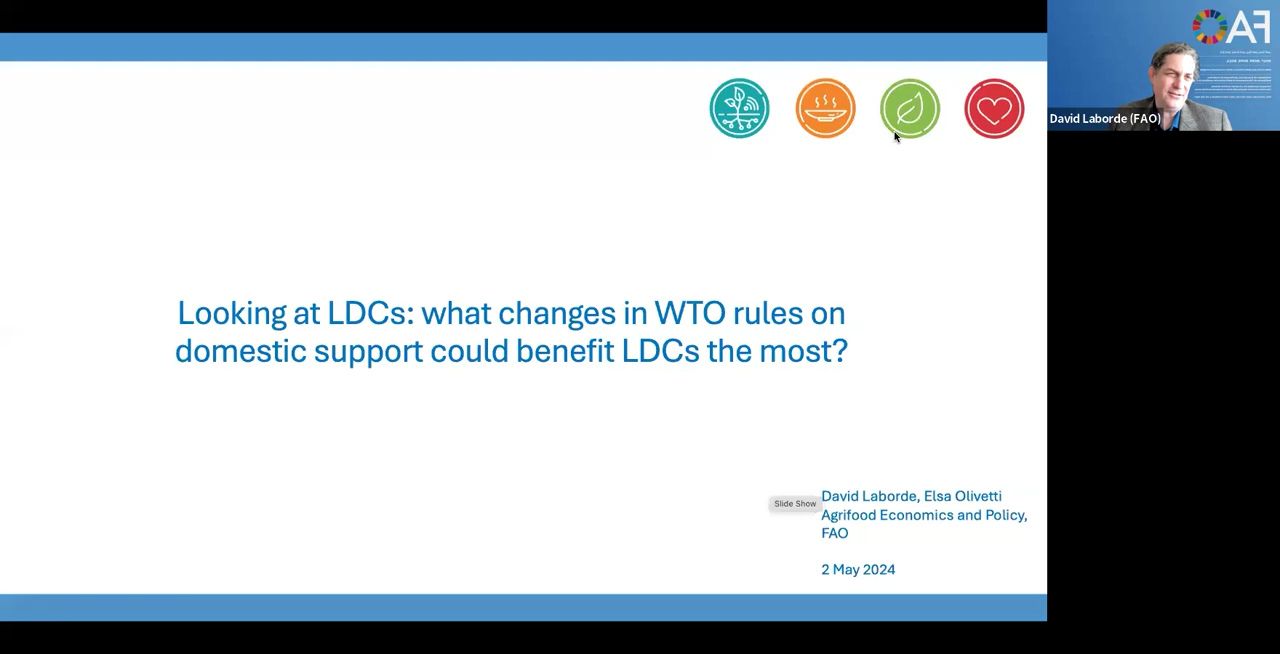 Looking at LDCs: what changes in WTO rules on
domestic support could benefit LDCs the most?
Slide Show
David Laborde, Elsa Olivetti
Agrifood Economics and Policy,
FAO
2 May 2024
FAO
David Laborde (FAO)